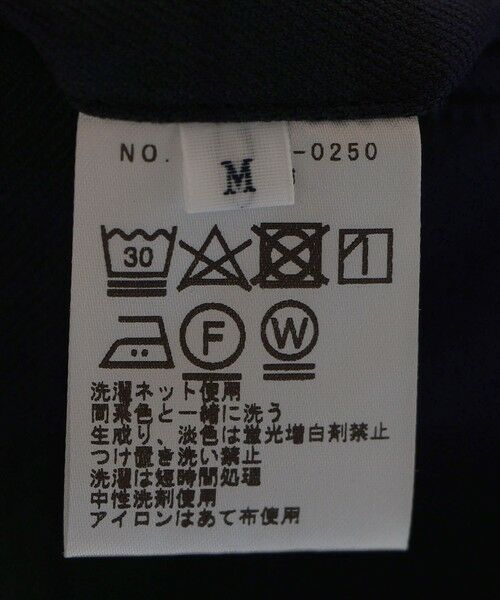 NO. -0250
M
30
F W
洗濯ネット使用
同系色と一緒に洗う
生成り、淡色は蛍光増白剤禁止
つけ置き洗い禁止
洗濯は短時間処理
中性洗剤使用
アイロンはあて布使用